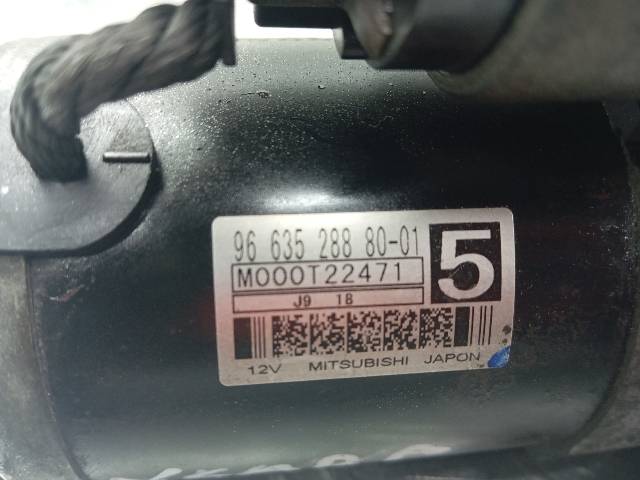 96 635 288 80-01
5
M000T22471
J9 18
12V MITSUBISHI JAPON